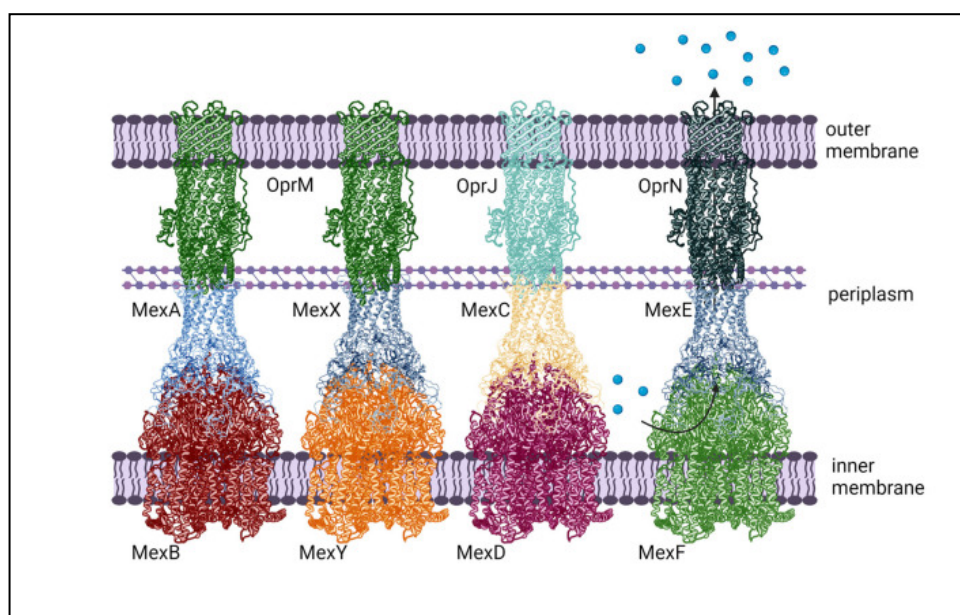 outer
membrane
OprM
OprJ
OprN
MexA
MexX
MexC
MexE
periplasm
inner
membrane
MexB
MexY
MexD
MexF